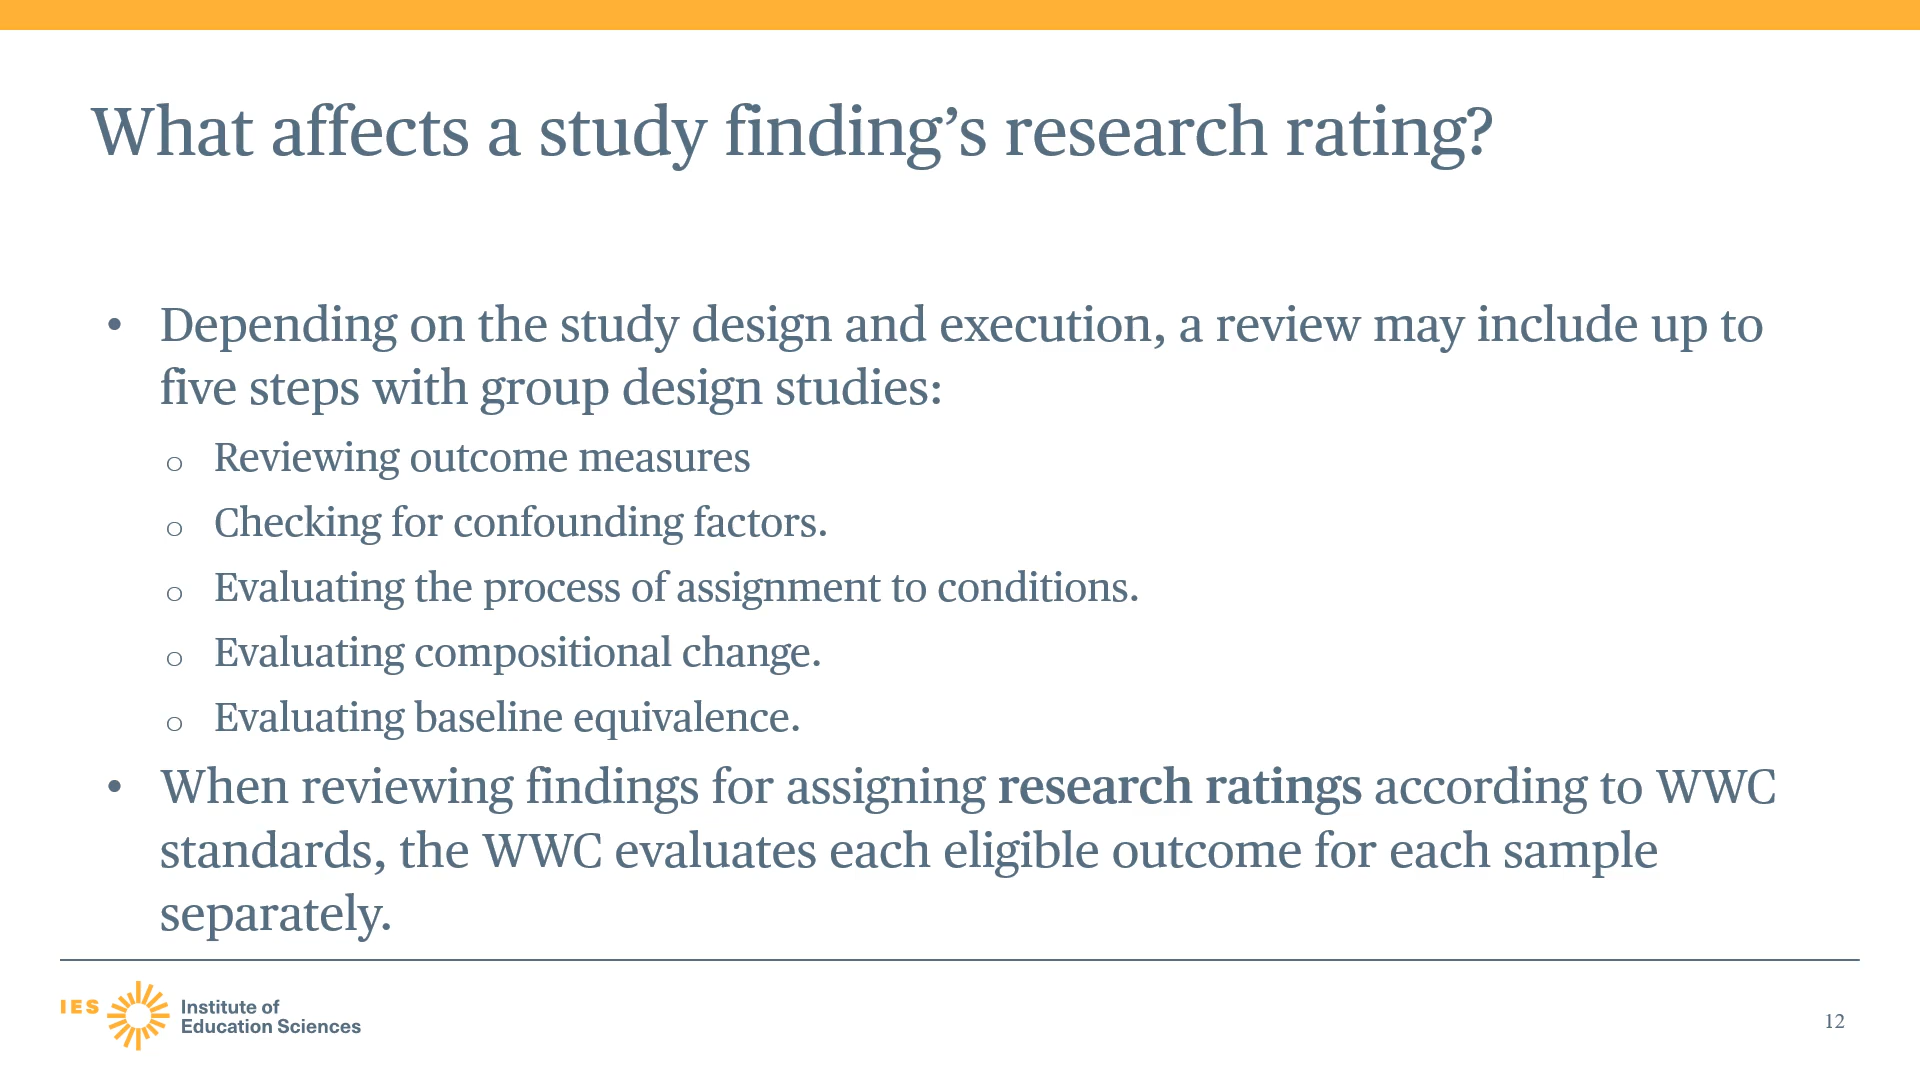 What affects a study finding’s research rating?
• Depending on the study design and execution, a review may include up to
five steps with group design studies:
o Reviewing outcome measures
o Checking for confounding factors.
o Evaluating the process of assignment to conditions.
o Evaluating compositional change.
o Evaluating baseline equivalence.
• When reviewing findings for assigning research ratings according to WWC
standards, the WWC evaluates each eligible outcome for each sample
separately.
IES
Institute of
Education Sciences
12